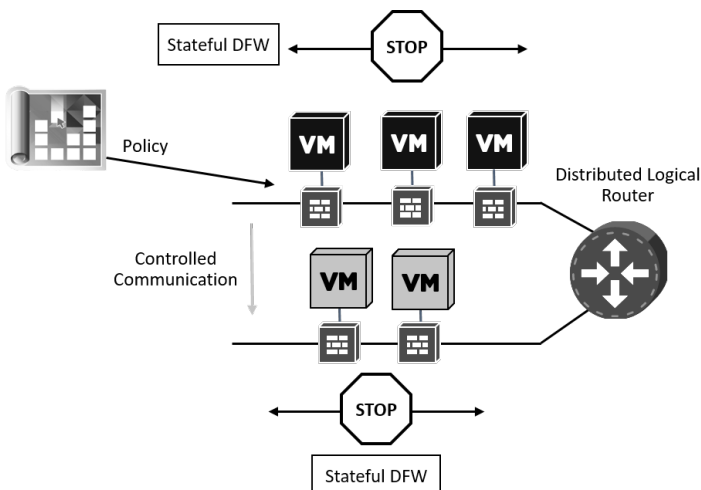 Stateful DFW
STOP
Policy
VM
VM
VM
Distributed Logical
Router
Controlled
Communication
VM
VM
STOP
Stateful DFW